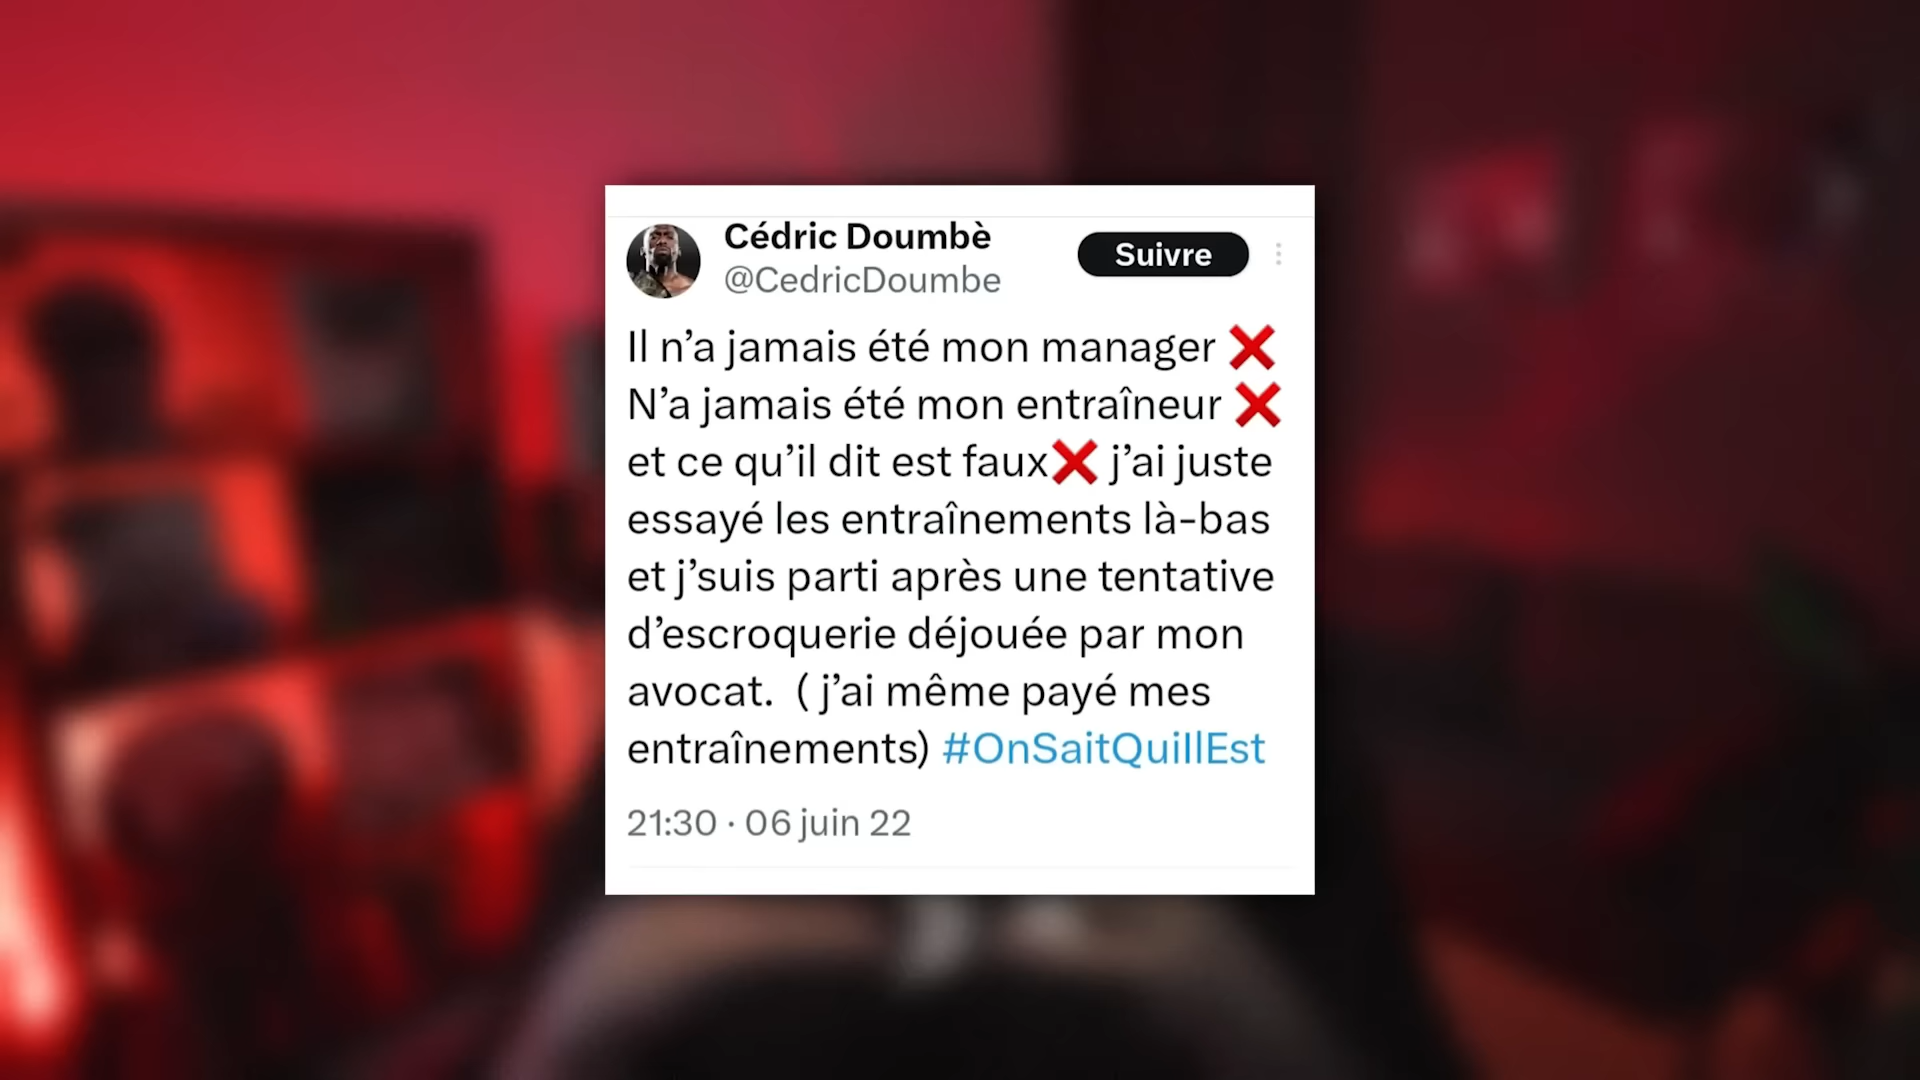 Cédric Doumbè
@CedricDoumbe
Suivre
Il n’a jamais été mon manager ❌
N’a jamais été mon entraîneur ❌
et ce qu’il dit est faux❌ j’ai juste
essayé les entraînements là-bas
et j’suis parti après une tentative
d’escroquerie déjouée par mon
avocat.  ( j’ai même payé mes
entraînements) #OnSaitQuiIlEst
21:30 · 06 juin 22